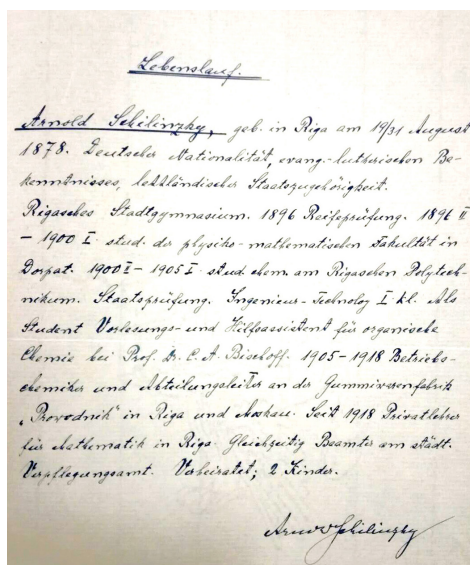 Lebenslauf.
Arnold Schilinzky, geb. in Riga am 19/31 August
1878. Deutscher Nationalität, evang.-lutherischen Be-
kenntnisses, lettländischer Staatszugehörigkeit.
Rigasches Stadtgymnasium. 1896 Reifeprüfung. 1896 II
– 1900 I stud. der physiko-mathematischen Fakultät in
Dorpat. 1900 I – 1905 I stud. chem. am Rigaschen Polytech-
nikum. Staatsprüfung. Ingenieur-Technolog I. kl. Als
Student Vorlesungs- und Hilfsassistent für organische
Chemie bei Prof. Dr. C. A. Bischoff. 1905 – 1918 Betriebs-
chemiker und Abteilungsleiter an der Gummiwarenfabrik
„Prowodnik" in Riga und Moskau. Seit 1918 Privatlehrer
für Mathematik in Riga. Gleichzeitig Beamter am städt.
Verpflegungsamt. Verheiratet; 2 Kinder.
Arnold Schilinzky